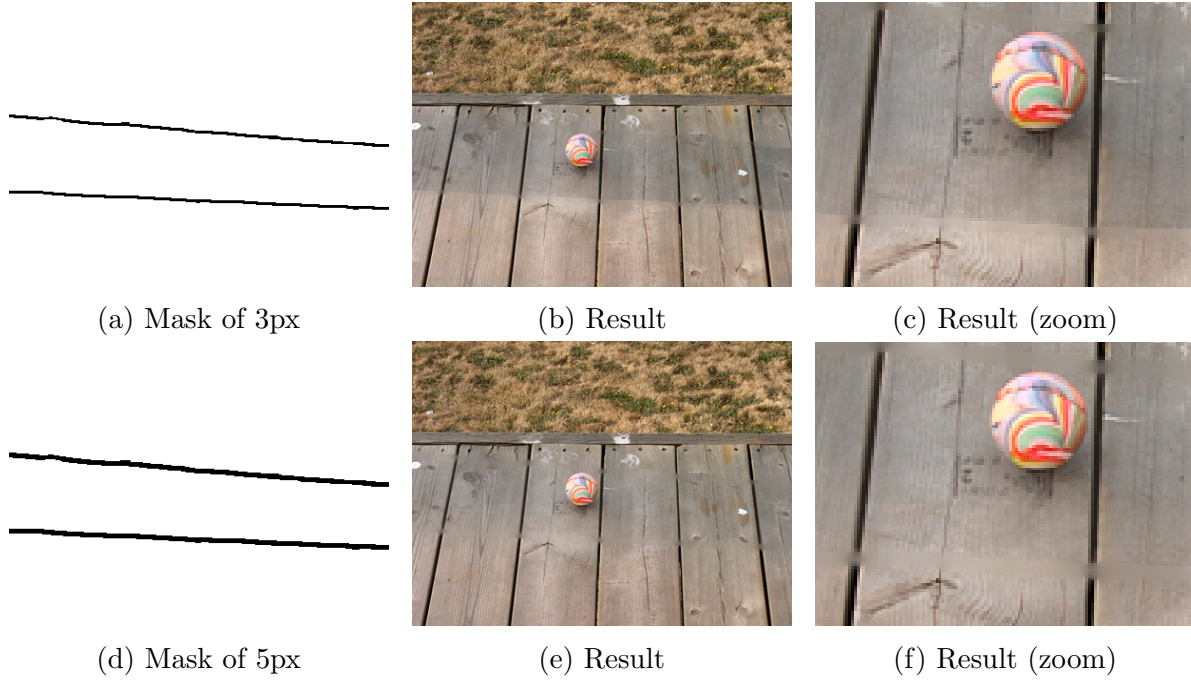 (a) Mask of 3px
(b) Result
(c) Result (zoom)
(d) Mask of 5px
(e) Result
(f) Result (zoom)